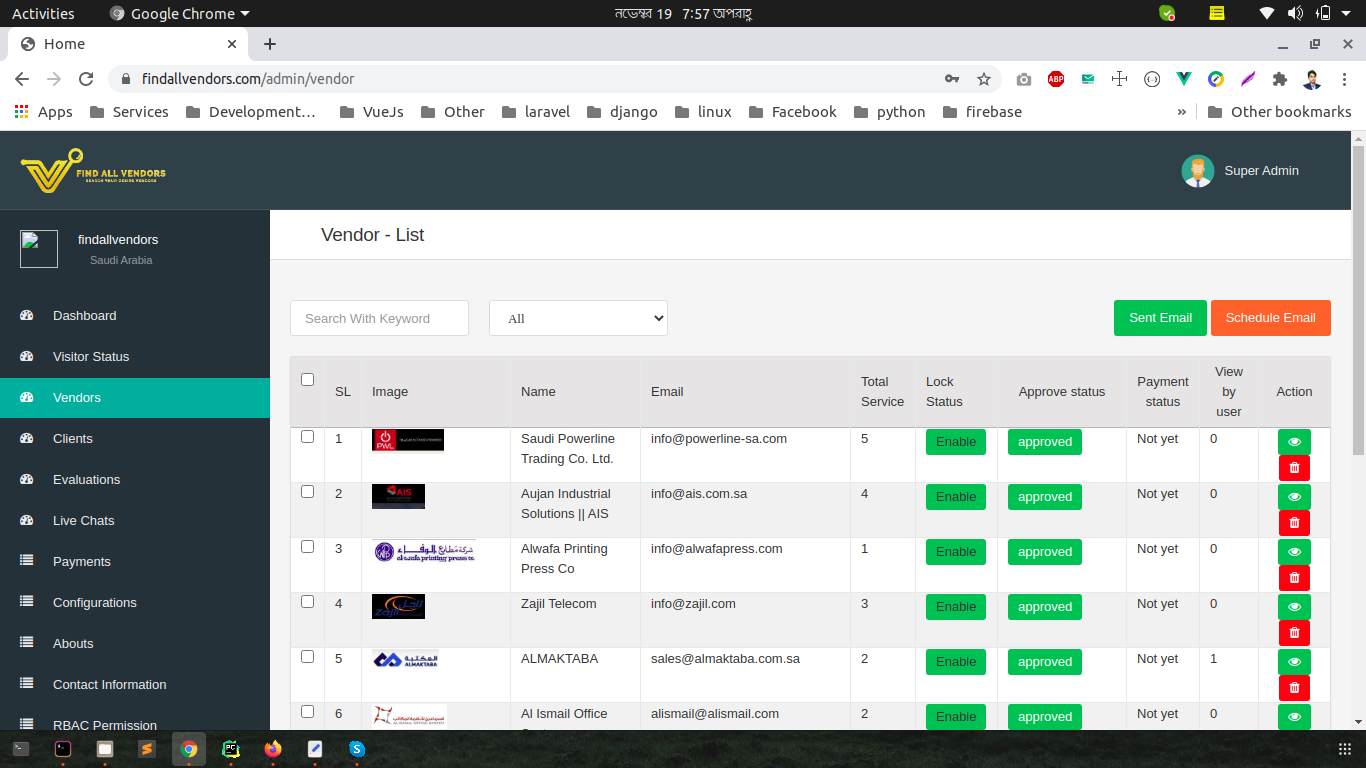 Activities Google Chrome নভেম্বর 19 7:57 অপরাহ্ণ
Home
findallvendors.com/admin/vendor
ABP
Apps Services Development… VueJs Other laravel django linux Facebook python firebase » Other bookmarks
FIND ALL VENDORS
Super Admin
findallvendors
Saudi Arabia
Dashboard
Visitor Status
Vendors
Clients
Evaluations
Live Chats
Payments
Configurations
Abouts
Contact Information
RBAC Permission
Vendor - List
Search With Keyword All Sent Email Schedule Email
SL Image Name Email Total Service Lock Status Approve status Payment status View by user Action
1 PWL Saudi Powerline Trading Co. Ltd. info@powerline-sa.com 5 Enable approved Not yet 0
2 AIS Aujan Industrial Solutions || AIS info@ais.com.sa 4 Enable approved Not yet 0
3 شركة مطابع الوفاء al wafa printing press co Alwafa Printing Press Co info@alwafapress.com 1 Enable approved Not yet 0
4 زاجل Zajil Zajil Telecom info@zajil.com 3 Enable approved Not yet 0
5 المكتبة ALMAKTABA ALMAKTABA sales@almaktaba.com.sa 2 Enable approved Not yet 1
6 Al Ismail Office alismail@alismail.com 2 Enable approved Not yet 0